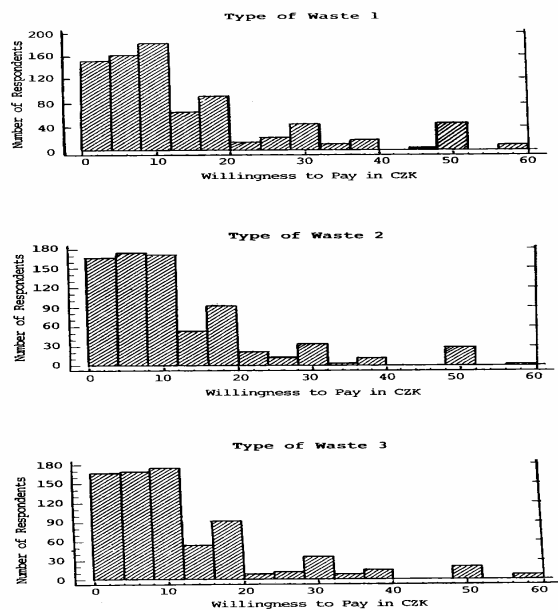 Type of Waste 1
Number of Respondents
200
160
120
80
40
0
0 10 20 30 40 50 60
Willingness to Pay in CZK
Type of Waste 2
Number of Respondents
180
150
120
90
60
30
0
0 10 20 30 40 50 60
Willingness to Pay in CZK
Type of Waste 3
Number of Respondents
180
150
120
90
60
30
0
0 10 20 30 40 50 60
Willingness to Pay in CZK